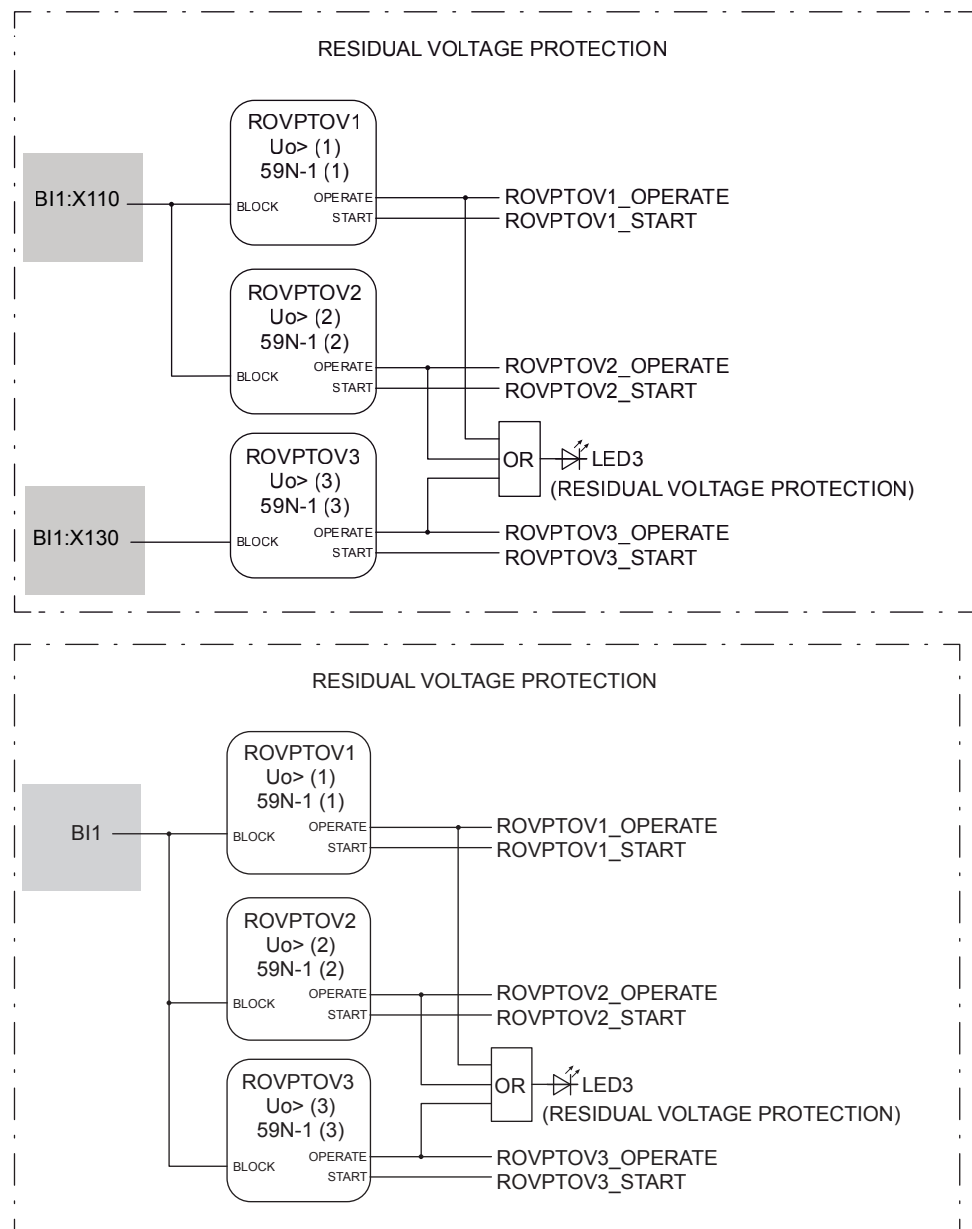 RESIDUAL VOLTAGE PROTECTION
BI1:X110
ROVPTOV1
Uo> (1)
59N-1 (1)
BLOCK
OPERATE
START
ROVPTOV1_OPERATE
ROVPTOV1_START
ROVPTOV2
Uo> (2)
59N-1 (2)
BLOCK
OPERATE
START
ROVPTOV2_OPERATE
ROVPTOV2_START
OR
LED3
(RESIDUAL VOLTAGE PROTECTION)
BI1:X130
ROVPTOV3
Uo> (3)
59N-1 (3)
BLOCK
OPERATE
START
ROVPTOV3_OPERATE
ROVPTOV3_START
RESIDUAL VOLTAGE PROTECTION
BI1
ROVPTOV1
Uo> (1)
59N-1 (1)
BLOCK
OPERATE
START
ROVPTOV1_OPERATE
ROVPTOV1_START
ROVPTOV2
Uo> (2)
59N-1 (2)
BLOCK
OPERATE
START
ROVPTOV2_OPERATE
ROVPTOV2_START
OR
LED3
(RESIDUAL VOLTAGE PROTECTION)
ROVPTOV3
Uo> (3)
59N-1 (3)
BLOCK
OPERATE
START
ROVPTOV3_OPERATE
ROVPTOV3_START